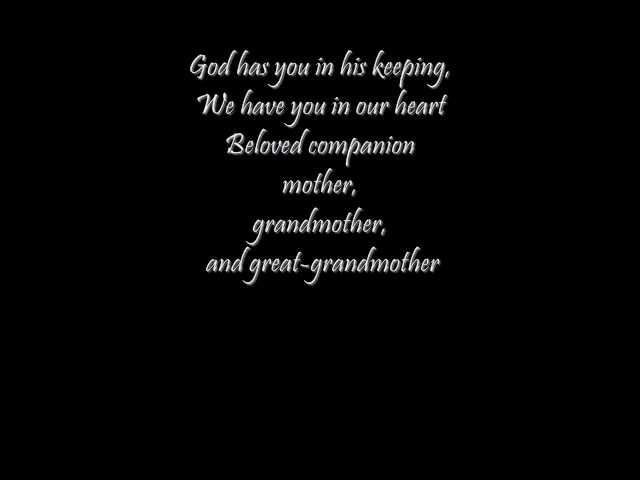 God has you in his keeping,
We have you in our heart
Beloved companion
mother,
grandmother,
and great-grandmother